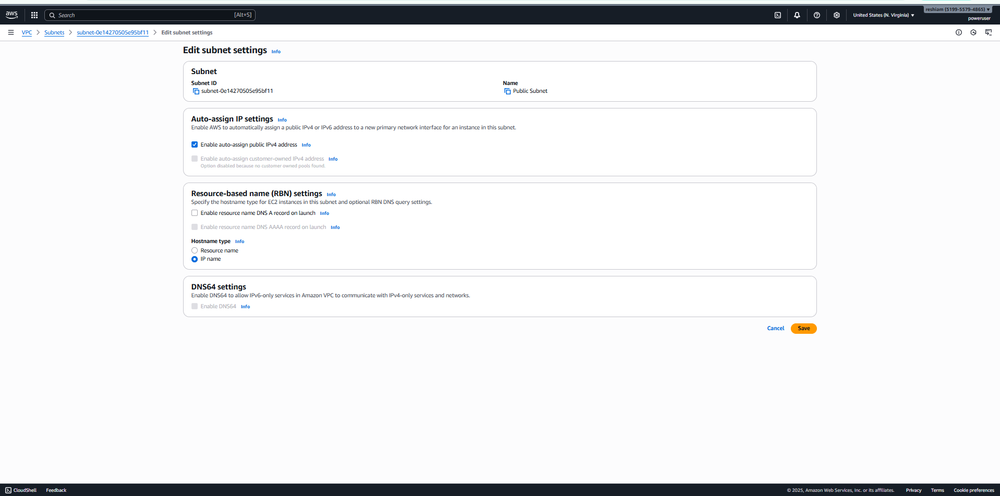 aws
Search [Alt+S]
United States (N. Virginia) ▼
reshiam (5199-5579-4865) ▼
poweruser
VPC > Subnets > subnet-0e14270505e95bf11 > Edit subnet settings
Edit subnet settings Info
Subnet
Subnet ID
subnet-0e14270505e95bf11
Name
Public Subnet
Auto-assign IP settings Info
Enable AWS to automatically assign a public IPv4 or IPv6 address to a new primary network interface for an instance in this subnet.
Enable auto-assign public IPv4 address Info
Enable auto-assign customer-owned IPv4 address Info
Option disabled because no customer owned pools found.
Resource-based name (RBN) settings Info
Specify the hostname type for EC2 instances in this subnet and optional RBN DNS query settings.
Enable resource name DNS A record on launch Info
Enable resource name DNS AAAA record on launch Info
Hostname type Info
Resource name
IP name
DNS64 settings
Enable DNS64 to allow IPv6-only services in Amazon VPC to communicate with IPv4-only services and networks.
Enable DNS64 Info
Cancel Save
CloudShell Feedback © 2025, Amazon Web Services, Inc. or its affiliates. Privacy Terms Cookie preferences